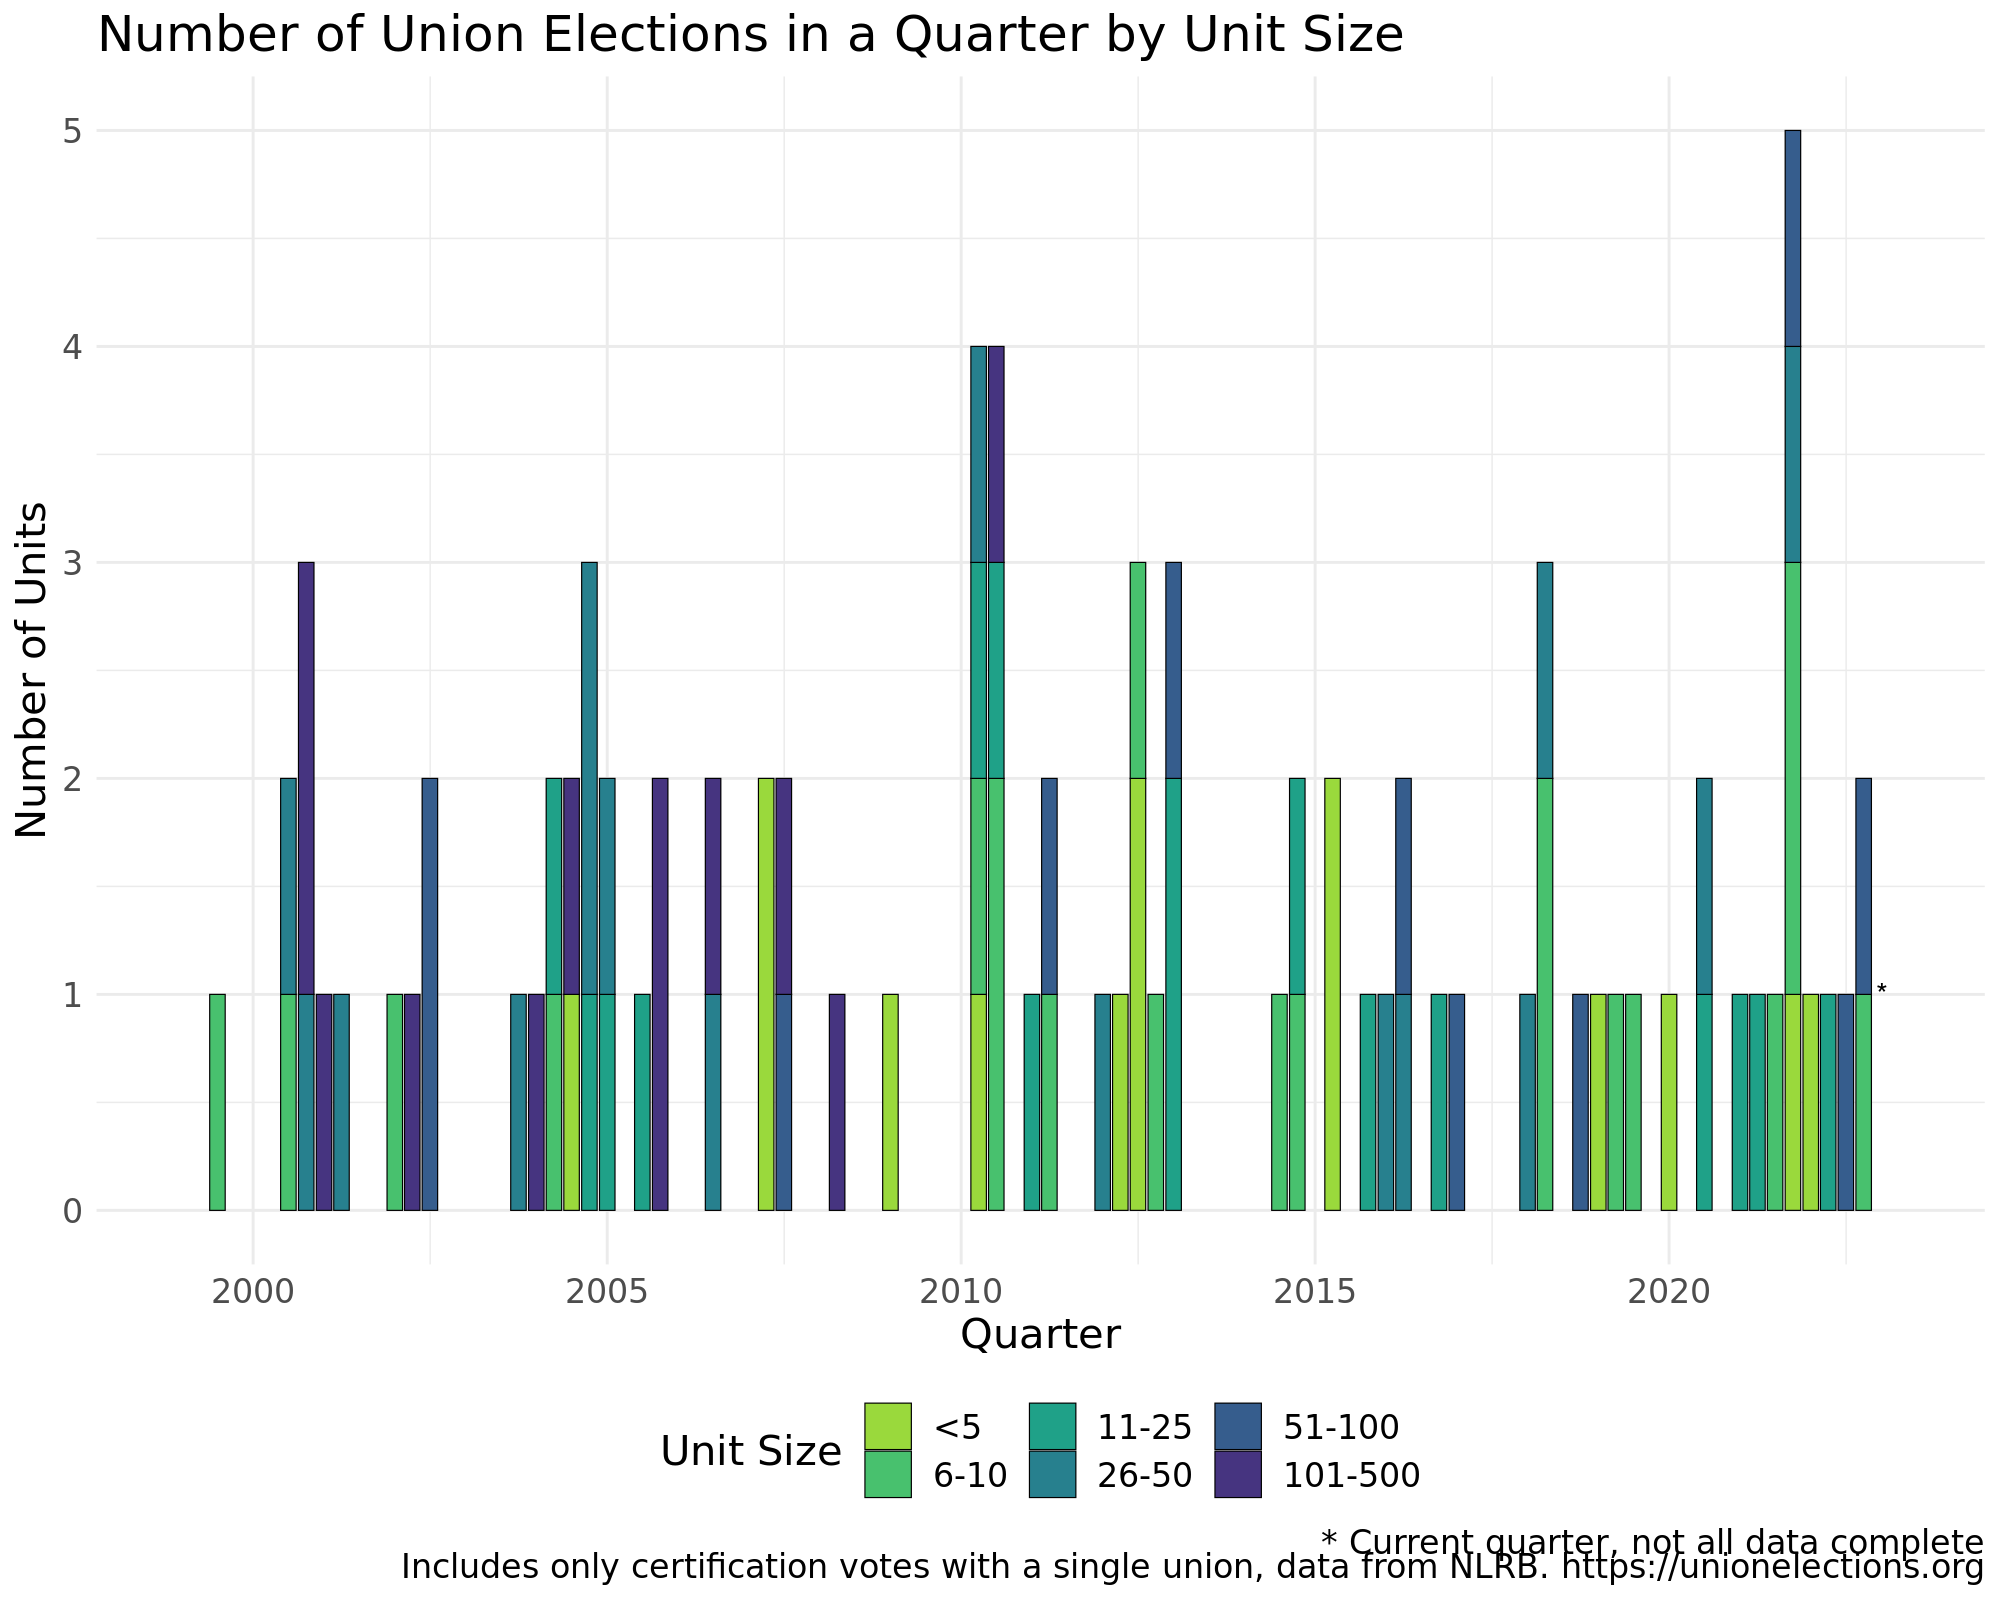 Number of Union Elections in a Quarter by Unit Size
Number of Units
5
4
3
2
1
0
*
2000 2005 2010 2015 2020
Quarter
Unit Size
<5 11-25 51-100
6-10 26-50 101-500
* Current quarter, not all data complete
Includes only certification votes with a single union, data from NLRB. https://unionelections.org